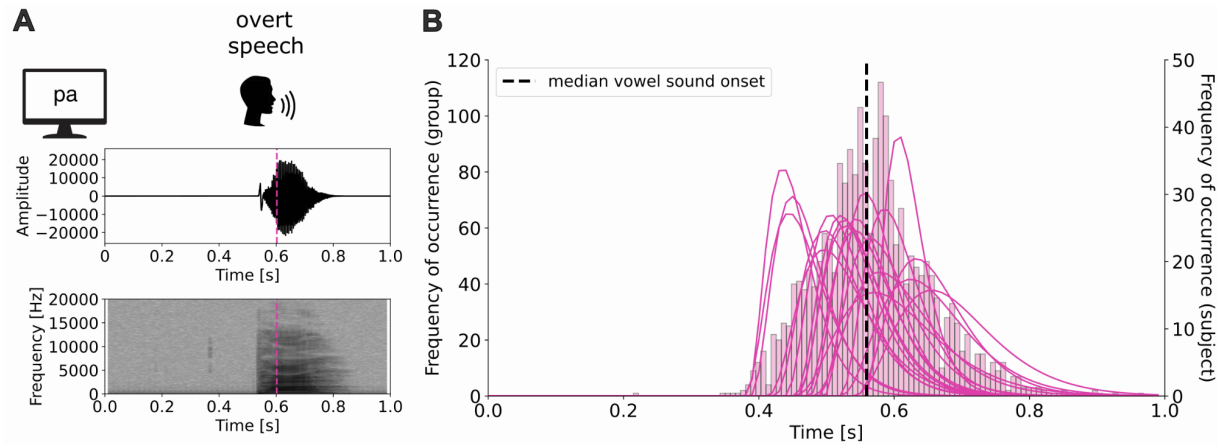 A
overt
speech
pa
Amplitude
20000
10000
0
−10000
−20000
0.0 0.2 0.4 0.6 0.8 1.0
Time [s]
Frequency [Hz]
20000
15000
10000
5000
0
0.0 0.2 0.4 0.6 0.8 1.0
Time [s]
B
median vowel sound onset
Frequency of occurrence (group)
120
100
80
60
40
20
0
0.0 0.2 0.4 0.6 0.8 1.0
Time [s]
50
40
30
20
10
0
Frequency of occurrence
(subject)